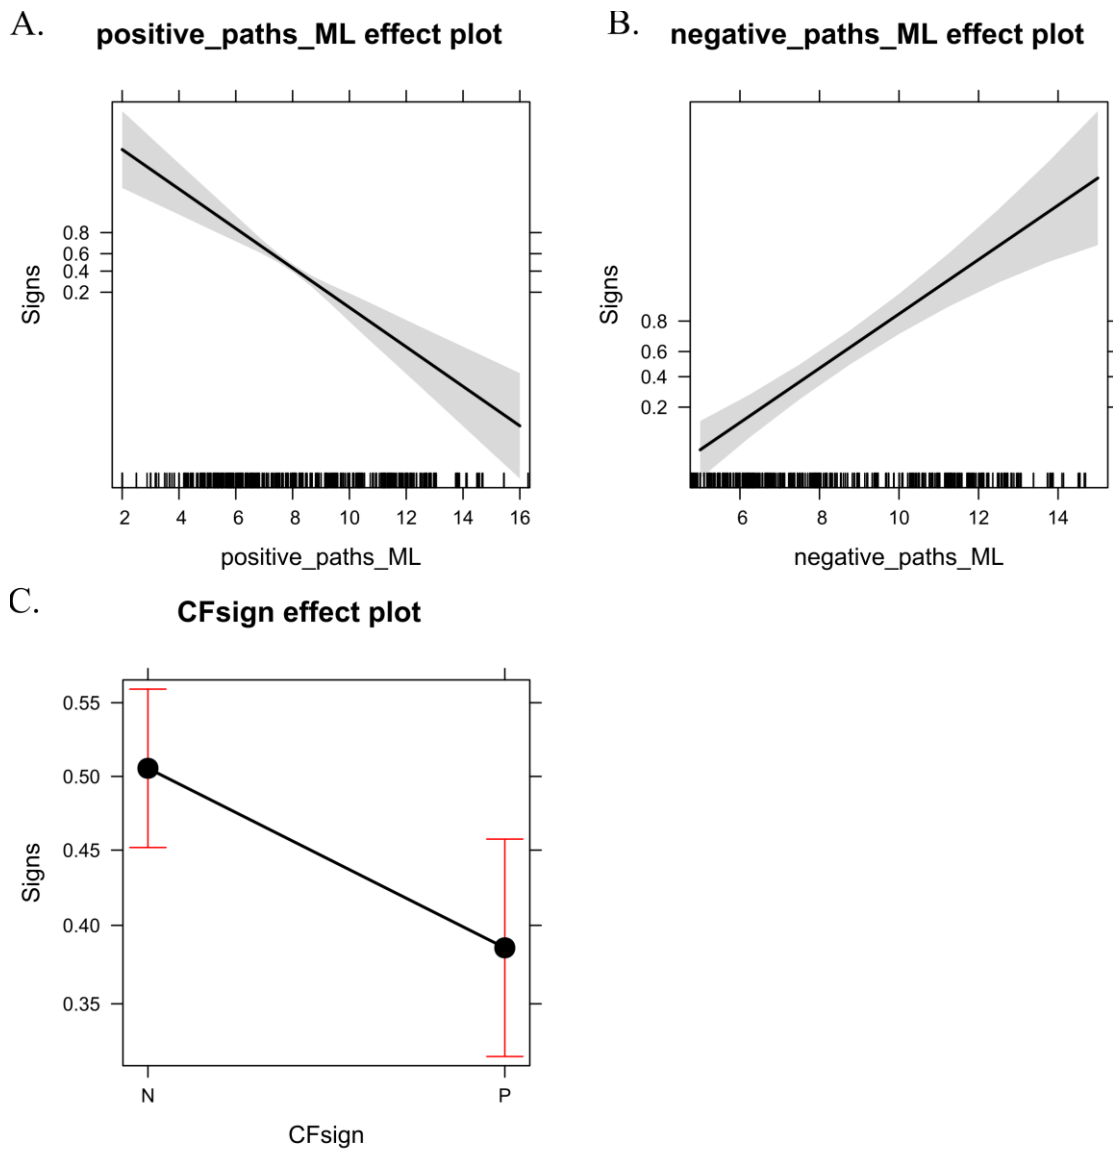 A.
positive_paths_ML effect plot
Signs
0.8
0.6
0.4
0.2
2 4 6 8 10 12 14 16
positive_paths_ML
B.
negative_paths_ML effect plot
Signs
0.8
0.6
0.4
0.2
6 8 10 12 14
negative_paths_ML
C.
CFsign effect plot
Signs
0.55
0.50
0.45
0.40
0.35
N P
CFsign